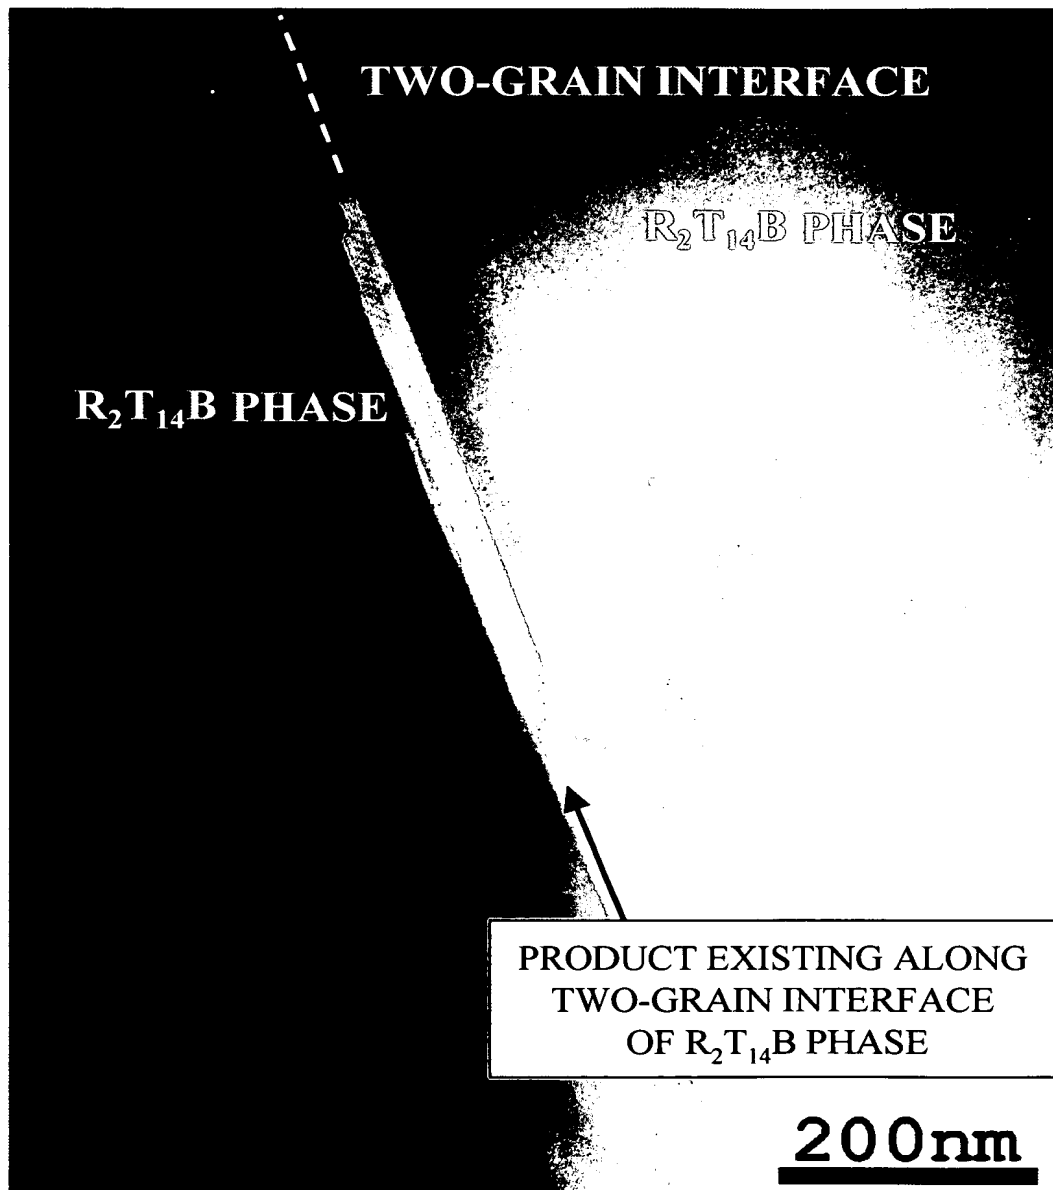 TWO-GRAIN INTERFACE
R₂T₁₄B PHASE
R₂T₁₄B PHASE
PRODUCT EXISTING ALONG
TWO-GRAIN INTERFACE
OF R₂T₁₄B PHASE
200nm